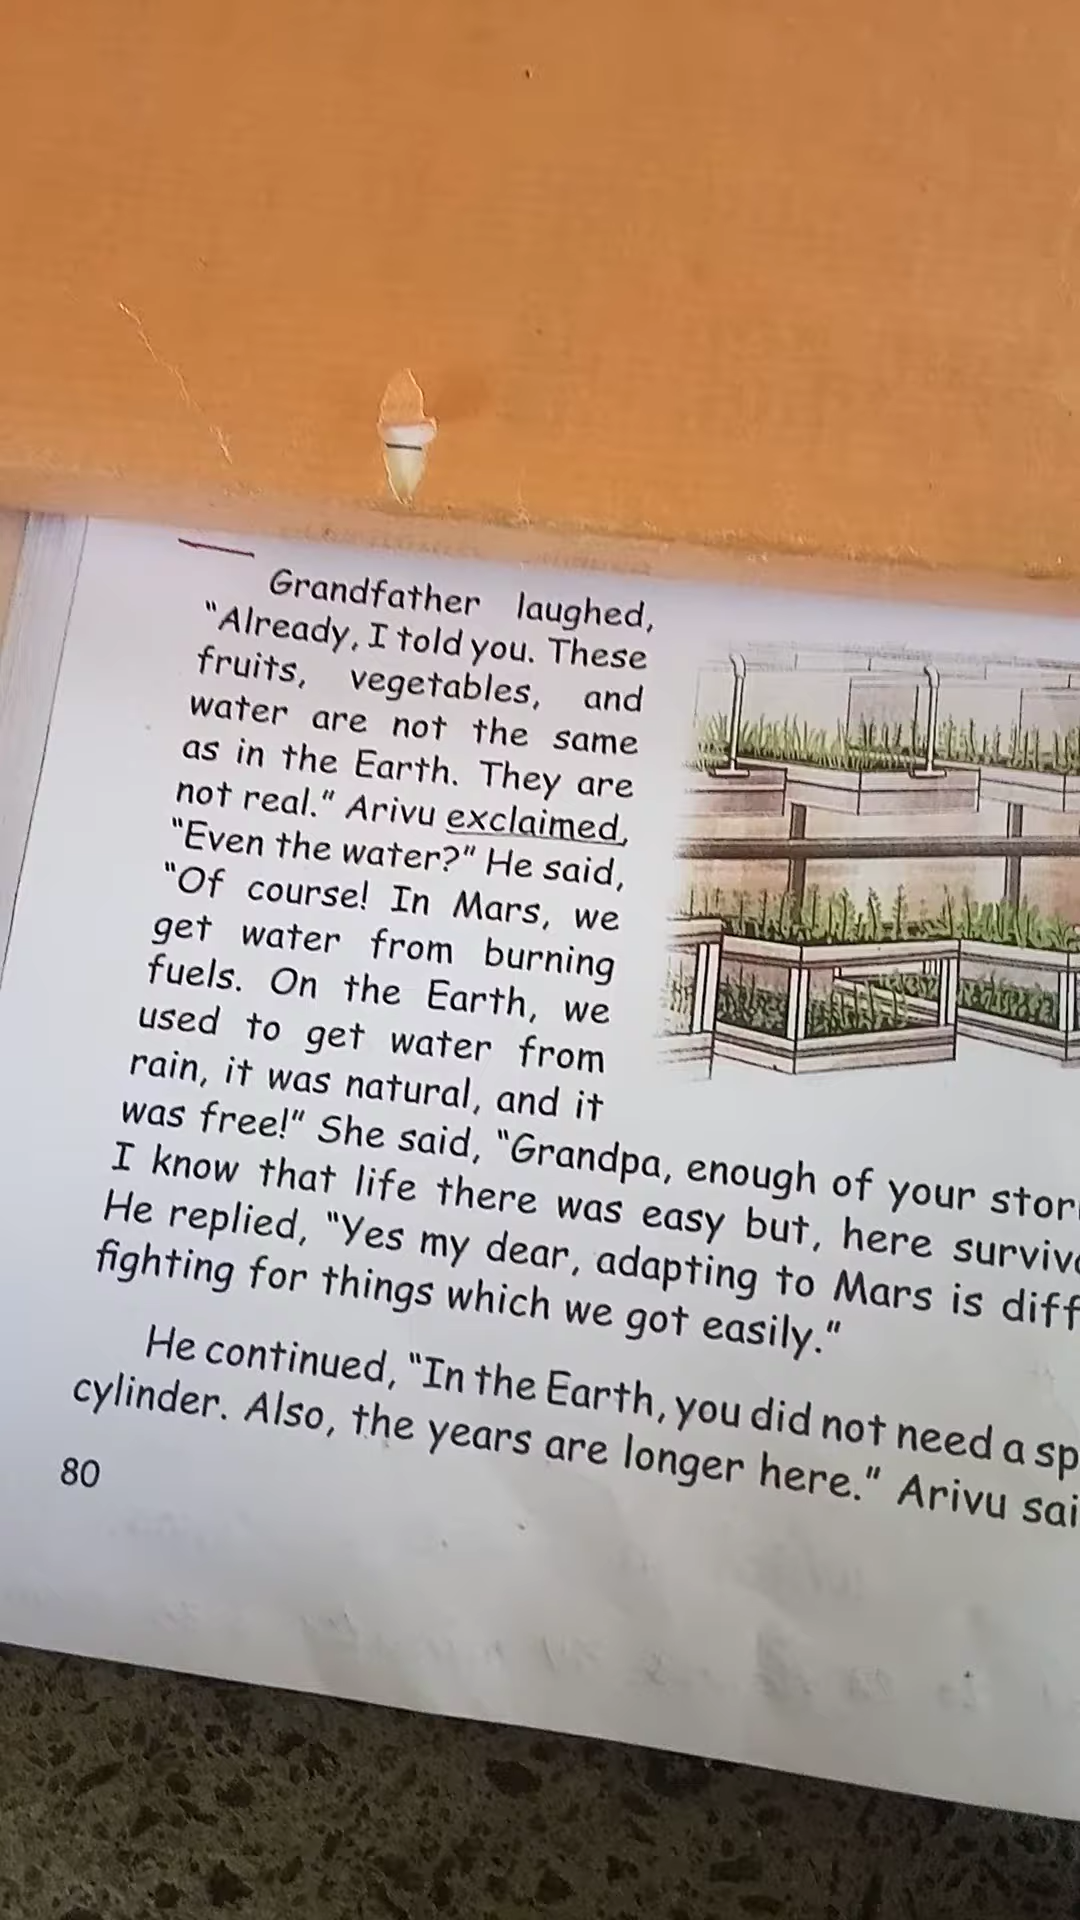 Grandfather laughed,
"Already, I told you. These
fruits, vegetables, and
water are not the same
as in the Earth. They are
not real." Arivu exclaimed,
"Even the water?" He said,
"Of course! In Mars, we
get water from burning
fuels. On the Earth, we
used to get water from
rain, it was natural, and it
was free!" She said, "Grandpa, enough of your
I know that life there was easy but, here
He replied, "Yes my dear, adapting to Mars is
fighting for things which we got easily."
He continued, "In the Earth, you did not need a
cylinder. Also, the years are longer here." Arivu
80